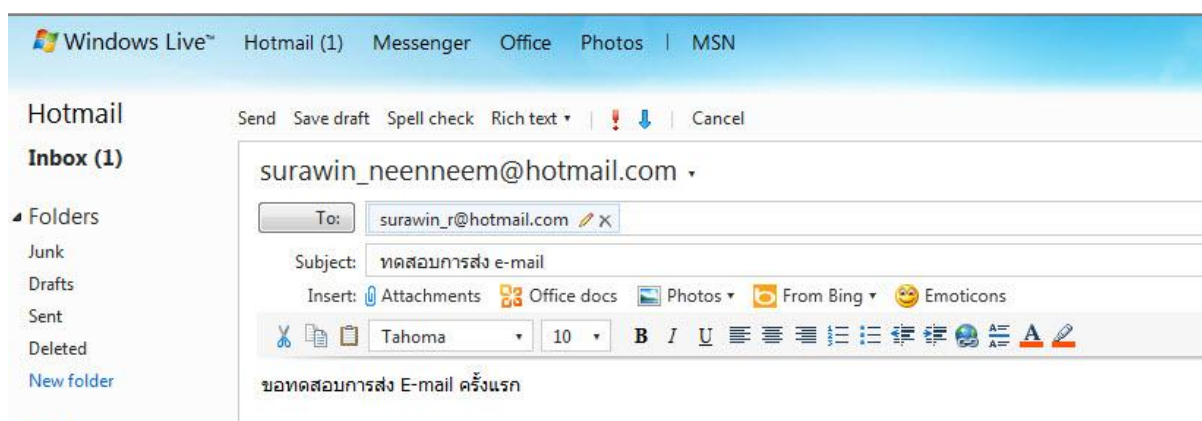 Windows Live™ Hotmail (1) Messenger Office Photos | MSN
Hotmail
Send Save draft Spell check Rich text | Cancel
Inbox (1)
surawin_neenneem@hotmail.com
Folders
To: surawin_r@hotmail.com
Junk
Subject: ทดสอบการส่ง e-mail
Drafts
Insert: Attachments Office docs Photos From Bing Emoticons
Sent
Tahoma 10 B I U A
Deleted
New folder
ขอทดสอบการส่ง E-mail ครั้งแรก